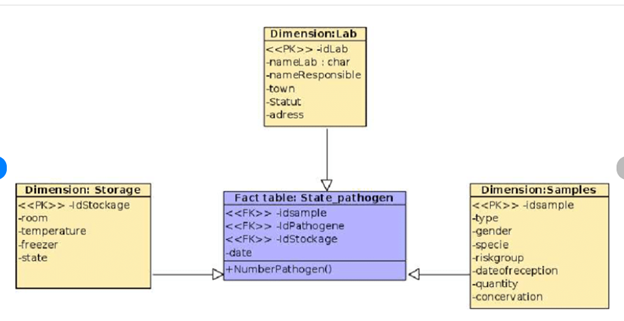 Dimension:Lab
<<PK>> -idLab
-nameLab : char
-nameResponsible
-town
-Statut
-adress
Dimension: Storage
<<PK>> -IdStockage
-room
-temperature
-freezer
-state
Fact table: State_pathogen
<<FK>> -idsample
<<FK>> -IdPathogene
<<FK>> -IdStockage
-date
+NumberPathogen()
Dimension:Samples
<<PK>> -idsample
-type
-gender
-specie
-riskgroup
-dateofreception
-quantity
-concervation